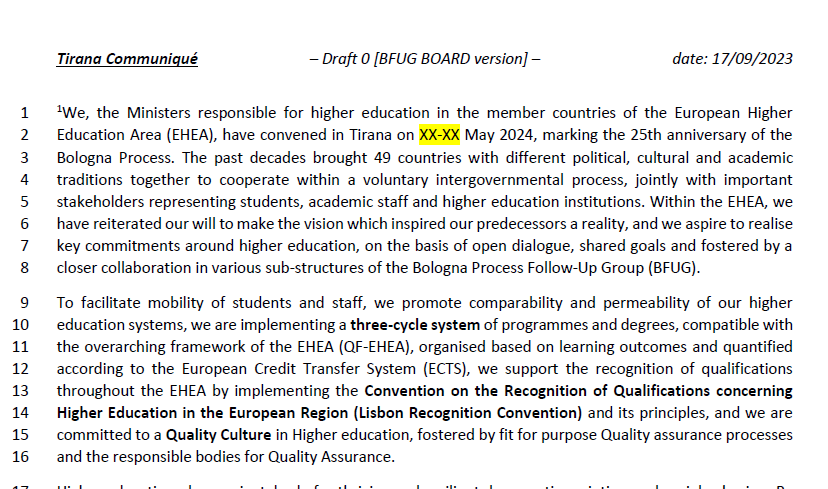 Tirana Communiqué – Draft 0 [BFUG BOARD version] – date: 17/09/2023
1 ¹We, the Ministers responsible for higher education in the member countries of the European Higher
2 Education Area (EHEA), have convened in Tirana on XX-XX May 2024, marking the 25th anniversary of the
3 Bologna Process. The past decades brought 49 countries with different political, cultural and academic
4 traditions together to cooperate within a voluntary intergovernmental process, jointly with important
5 stakeholders representing students, academic staff and higher education institutions. Within the EHEA, we
6 have reiterated our will to make the vision which inspired our predecessors a reality, and we aspire to realise
7 key commitments around higher education, on the basis of open dialogue, shared goals and fostered by a
8 closer collaboration in various sub-structures of the Bologna Process Follow-Up Group (BFUG).
9 To facilitate mobility of students and staff, we promote comparability and permeability of our higher
10 education systems, we are implementing a three-cycle system of programmes and degrees, compatible with
11 the overarching framework of the EHEA (QF-EHEA), organised based on learning outcomes and quantified
12 according to the European Credit Transfer System (ECTS), we support the recognition of qualifications
13 throughout the EHEA by implementing the Convention on the Recognition of Qualifications concerning
14 Higher Education in the European Region (Lisbon Recognition Convention) and its principles, and we are
15 committed to a Quality Culture in Higher education, fostered by fit for purpose Quality assurance processes
16 and the responsible bodies for Quality Assurance.
17